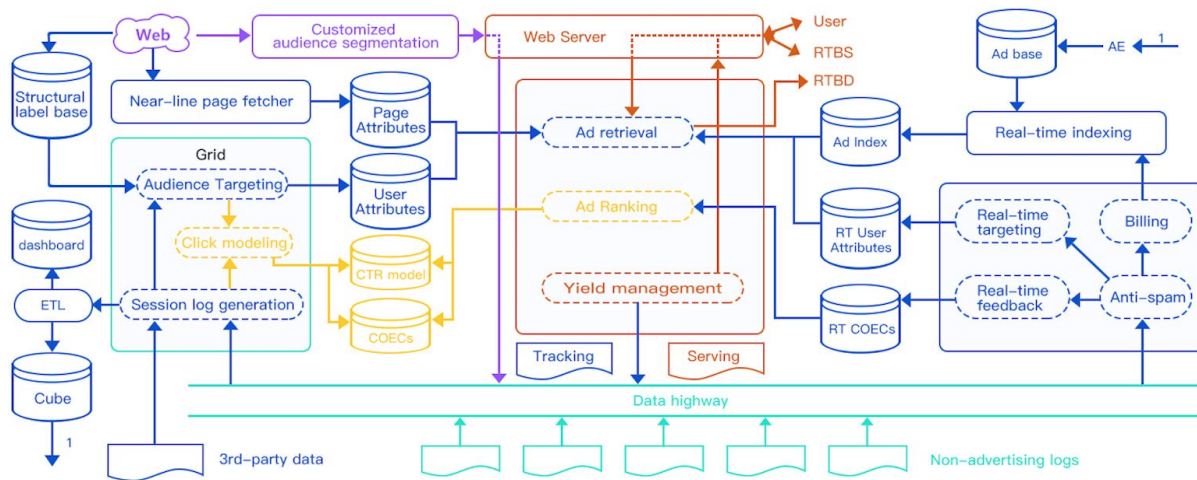 Web
Customized
audience segmentation
Web Server
User
RTBS
RTBD
Ad base
AE
1
Structural
label base
Near-line page fetcher
Page
Attributes
Ad retrieval
Ad Index
Real-time indexing
Grid
Audience Targeting
User
Attributes
Ad Ranking
RT User
Attributes
Real-time
targeting
Billing
dashboard
Click modeling
CTR model
Yield management
ETL
Session log generation
COECs
RT COECs
Real-time
feedback
Anti-spam
Tracking
Serving
Cube
Data highway
1
3rd-party data
Non-advertising logs